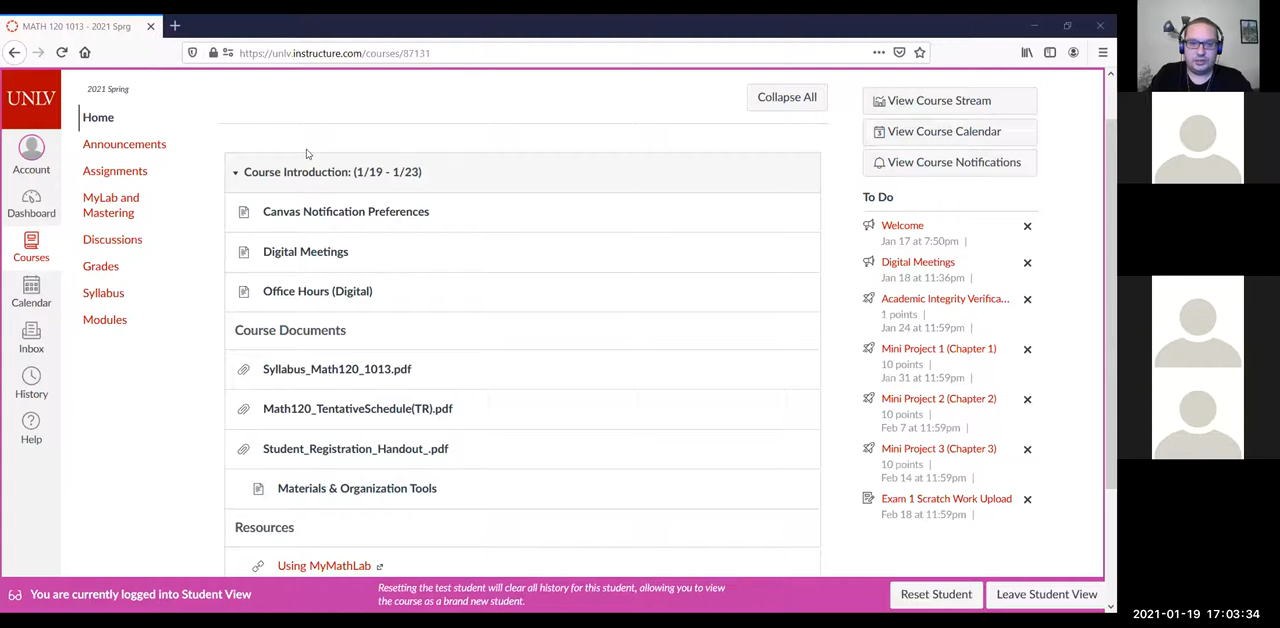 MATH 120 1013 - 2021 Sprg
https://unlv.instructure.com/courses/87131
UNLV
Account
Dashboard
Courses
Calendar
Inbox
History
Help
2021 Spring
Home
Announcements
Assignments
MyLab and
Mastering
Discussions
Grades
Syllabus
Modules
Collapse All
Course Introduction: (1/19 - 1/23)
Canvas Notification Preferences
Digital Meetings
Office Hours (Digital)
Course Documents
Syllabus_Math120_1013.pdf
Math120_TentativeSchedule(TR).pdf
Student_Registration_Handout_.pdf
Materials & Organization Tools
Resources
Using MyMathLab
View Course Stream
3 View Course Calendar
View Course Notifications
To Do
Welcome
Jan 17 at 7:50pm |
Digital Meetings
Jan 18 at 11:36pm |
Academic Integrity Verifica...
1 points |
Jan 24 at 11:59pm |
Mini Project 1 (Chapter 1)
10 points |
Jan 31 at 11:59pm |
Mini Project 2 (Chapter 2)
10 points |
Feb 7 at 11:59pm |
Mini Project 3 (Chapter 3)
10 points |
Feb 14 at 11:59pm |
Exam 1 Scratch Work Upload
Feb 18 at 11:59pm |
You are currently logged into Student View
Resetting the test student will clear all history for this student, allowing you to view
the course as a brand new student.
Reset Student
Leave Student View
2021-01-19 17:03:34